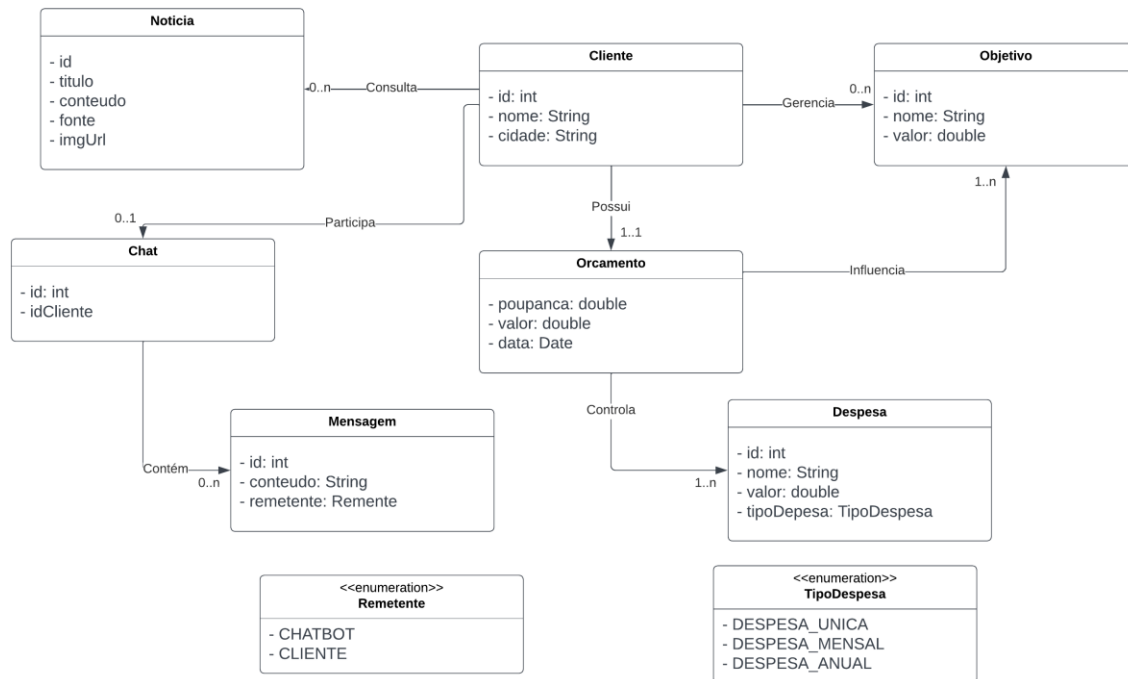 Noticia
- id
- titulo
- conteudo
- fonte
- imgUrl
0..n
Consulta
Cliente
- id: int
- nome: String
- cidade: String
Gerencia
0..n
Objetivo
- id: int
- nome: String
- valor: double
1..n
Participa
0..1
Possui
1..1
Chat
- id: int
- idCliente
Orcamento
- poupanca: double
- valor: double
- data: Date
Influencia
Controla
1..n
Contém
0..n
Mensagem
- id: int
- conteudo: String
- remetente: Remente
Despesa
- id: int
- nome: String
- valor: double
- tipoDepesa: TipoDespesa
<<enumeration>>
Remetente
- CHATBOT
- CLIENTE
<<enumeration>>
TipoDespesa
- DESPESA_UNICA
- DESPESA_MENSAL
- DESPESA_ANUAL